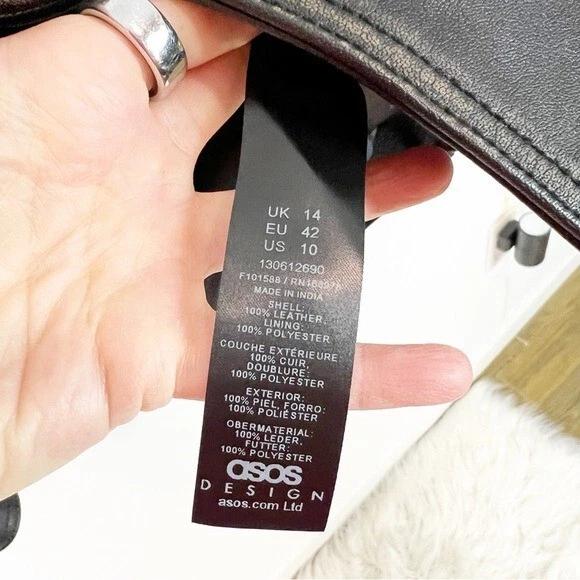 UK 14
EU 42
US 10
130612690
F101588 /
MADE IN INDIA
SHELL:
100% LEATHER,
LINING:
100% POLYESTER
COUCHE EXTÉRIEURE:
100% CUIR,
DOUBLURE:
100% POLYESTER
EXTERIOR:
100% PIEL, FORRO:
100% POLIÉSTER
OBERMATERIAL:
100% LEDER,
FUTTER:
100% POLYESTER
asos
DESIGN
asos.com Ltd